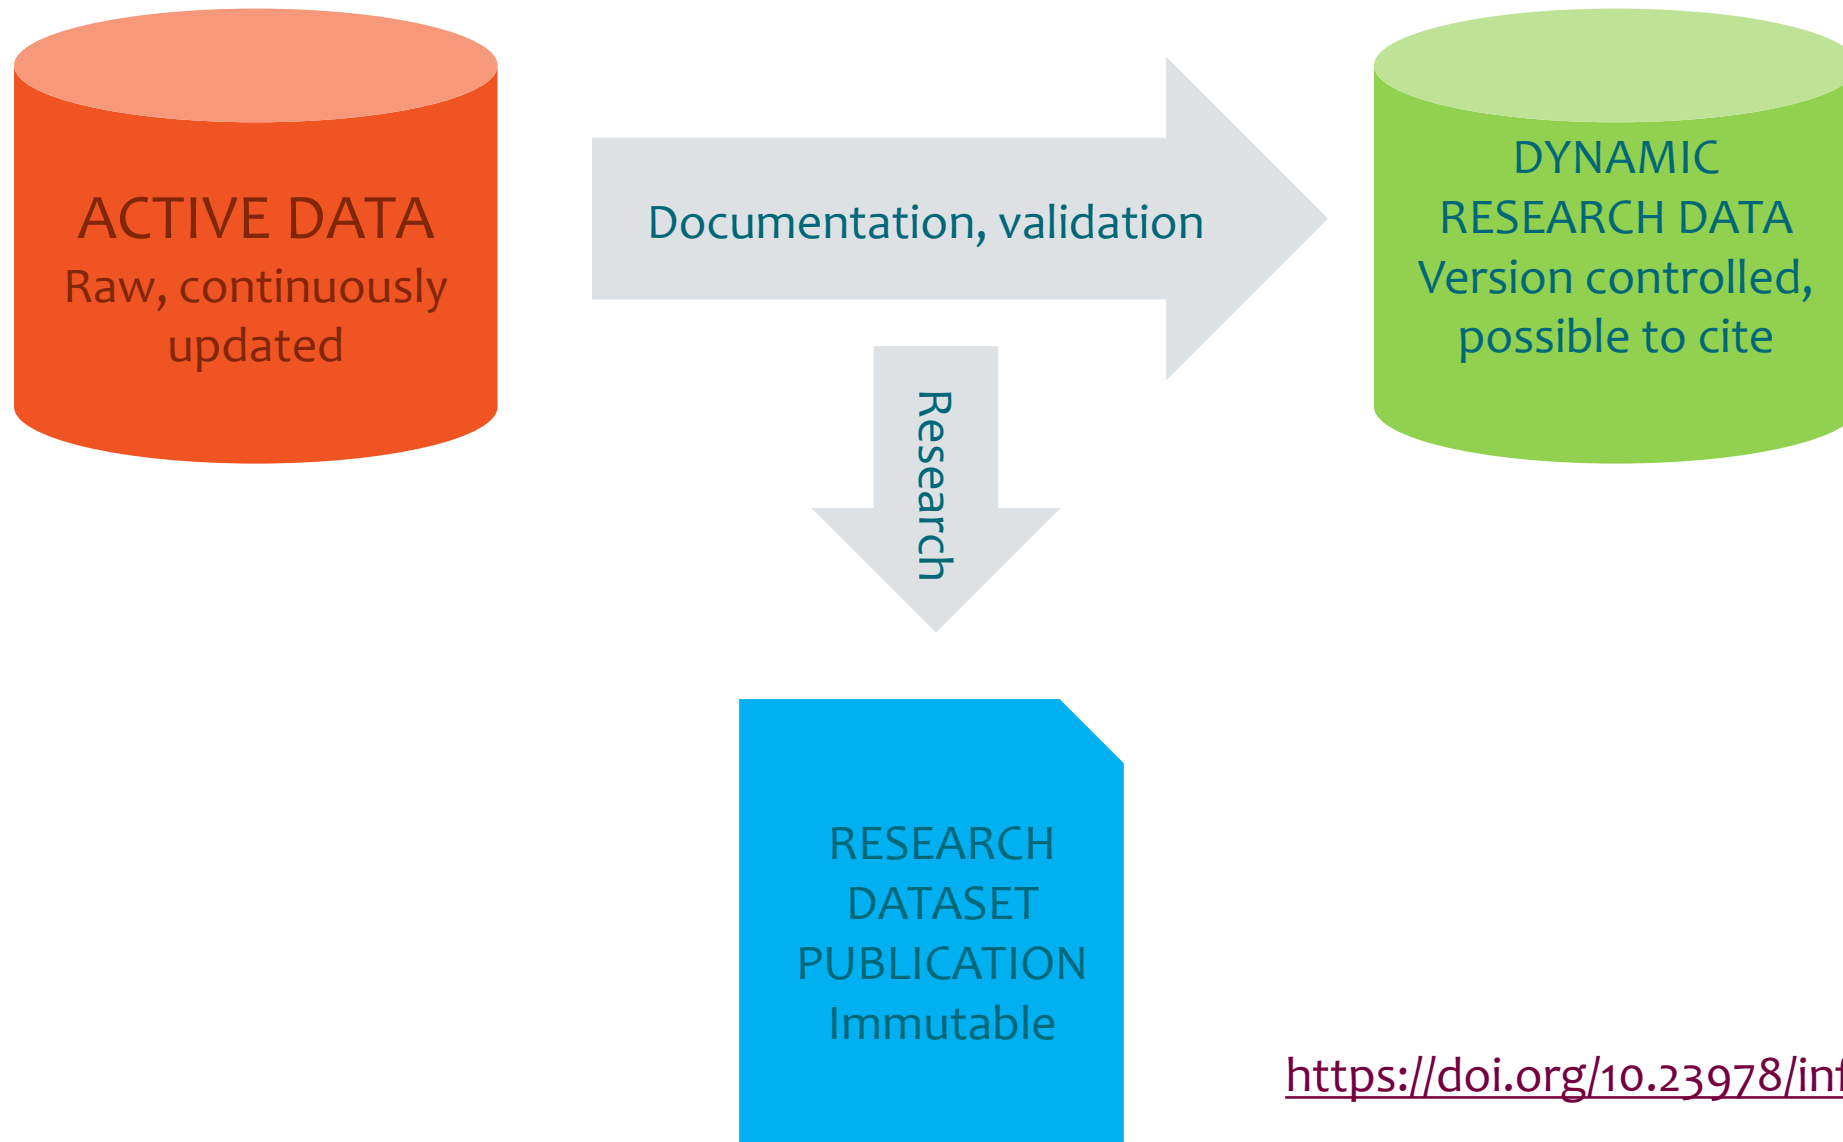 ACTIVE DATA
Raw, continuously
updated
Documentation, validation
DYNAMIC
RESEARCH DATA
Version controlled,
possible to cite
Research
RESEARCH
DATASET
PUBLICATION
Immutable
https://doi.org/10.23978/inf